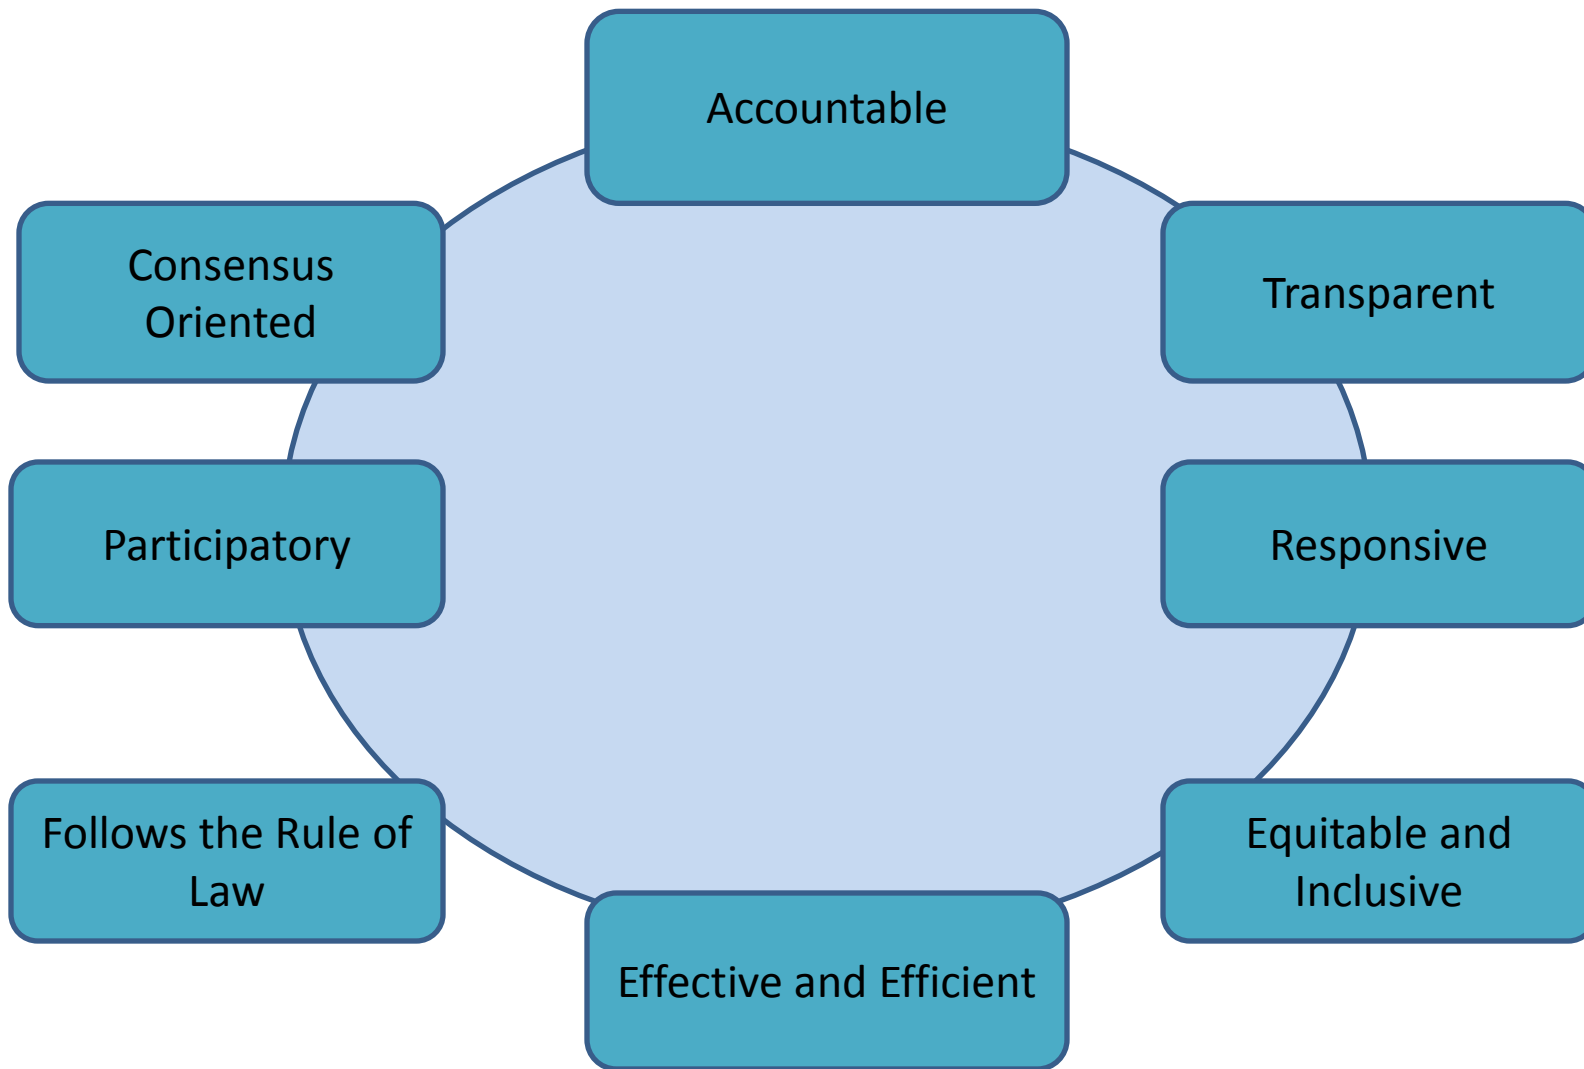 Accountable
Consensus
Oriented
Transparent
Participatory
Responsive
Follows the Rule of
Law
Equitable and
Inclusive
Effective and Efficient